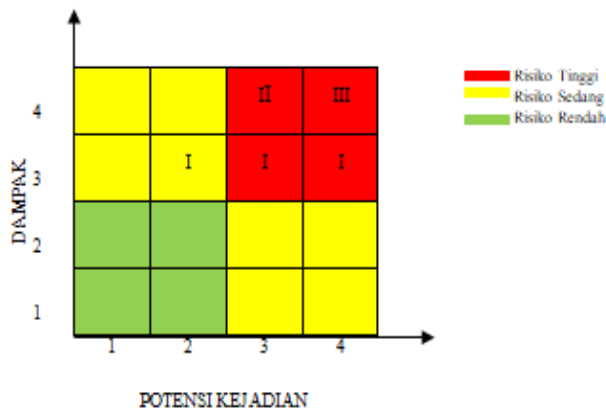 Risiko Tinggi
Risiko Sedang
Risiko Rendah
DAMPAK
4 II III
3 I I I
2
1
1 2 3 4
POTENSI KEJADIAN